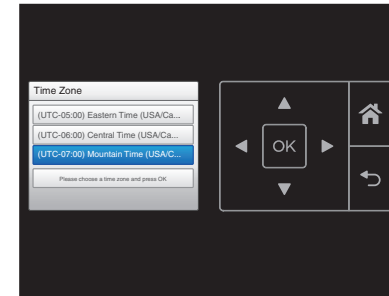 Time Zone
(UTC-05:00) Eastern Time (USA/Ca...
(UTC-06:00) Central Time (USA/Ca...
(UTC-07:00) Mountain Time (USA/C...
Please choose a time zone and press OK
OK